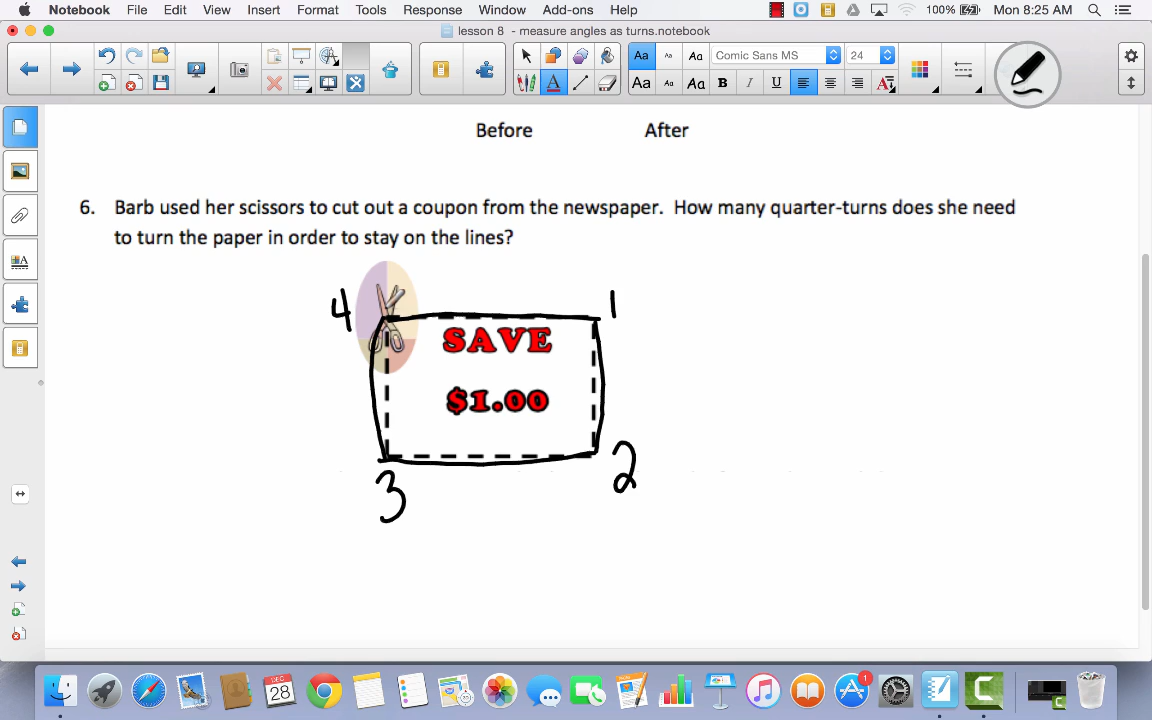 Notebook File Edit View Insert Format Tools Response Window Add-ons Help 100% Mon 8:25 AM
lesson 8 - measure angles as turns.notebook
Aa Aa Aa Comic Sans MS 24
A Aa Aa Aa B I U A
Before After
6. Barb used her scissors to cut out a coupon from the newspaper. How many quarter-turns does she need
to turn the paper in order to stay on the lines?
4 1
SAVE
$1.00
2
3
DEC
28
1